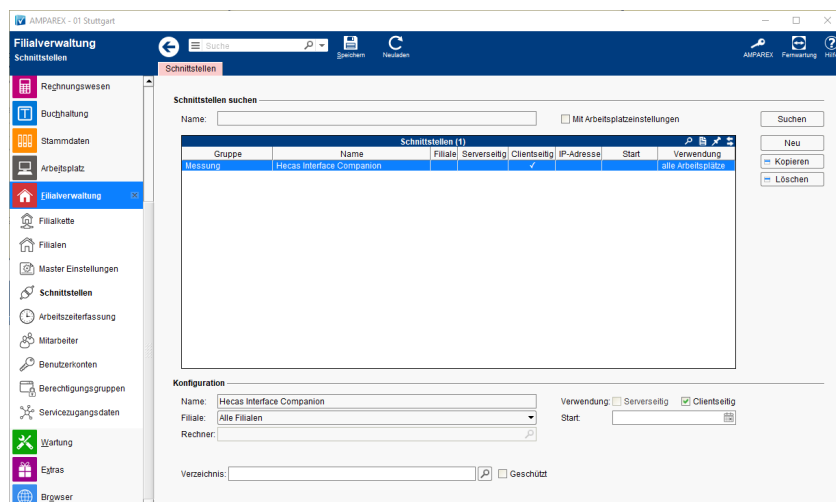 AMPAREX - 01 Stuttgart
Filialverwaltung
Schnittstellen
Suche
Speichern
Neuladen
AMPAREX
Fernwartung
Hilfe
Schnittstellen
Rechnungswesen
Buchhaltung
Stammdaten
Arbeitsplatz
Filialverwaltung
Filialkette
Filialen
Master Einstellungen
Schnittstellen
Arbeitszeiterfassung
Mitarbeiter
Benutzerkonten
Berechtigungsgruppen
Servicezugangsdaten
Wartung
Extras
Browser
Schnittstellen suchen
Name:
Mit Arbeitsplatzeinstellungen
Suchen
Schnittstellen (1)
Neu
Gruppe Name Filiale Serverseitig Clientseitig IP-Adresse Start Verwendung
Messung Hecas Interface Companion ✓ alle Arbeitsplätze
Kopieren
Löschen
Konfiguration
Name: Hecas Interface Companion Verwendung: Serverseitig Clientseitig
Filiale: Alle Filialen Start:
Rechner:
Verzeichnis: Geschützt